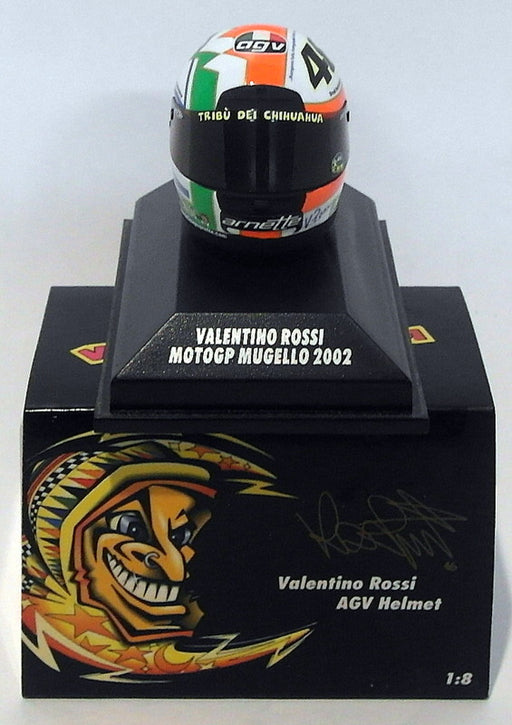 agv
46
TRIBÙ DEI CHIHUAHUA
arnette
VALENTINO ROSSI
MOTOGP MUGELLO 2002
Valentino Rossi
AGV Helmet
1:8